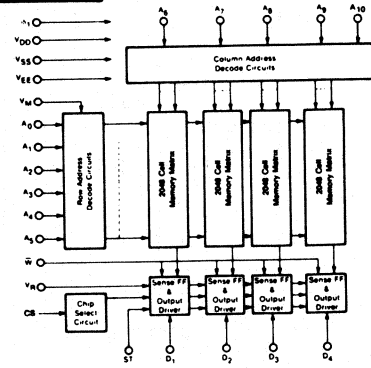 A6 A7 A8 A9 A10
Φ1
VDD
VSS
VEE
Column Address
Decode Circuits
VM
A0
A1
A2
A3
A4
A5
Row Address
Decode Circuits
2048 Cell
Memory Matrix
2048 Cell
Memory Matrix
2048 Cell
Memory Matrix
2048 Cell
Memory Matrix
W̅
VR
CS
Chip
Select
Circuit
Sense FF
&
Output
Driver
Sense FF
&
Output
Driver
Sense FF
&
Output
Driver
Sense FF
&
Output
Driver
ST D1 D2 D3 D4